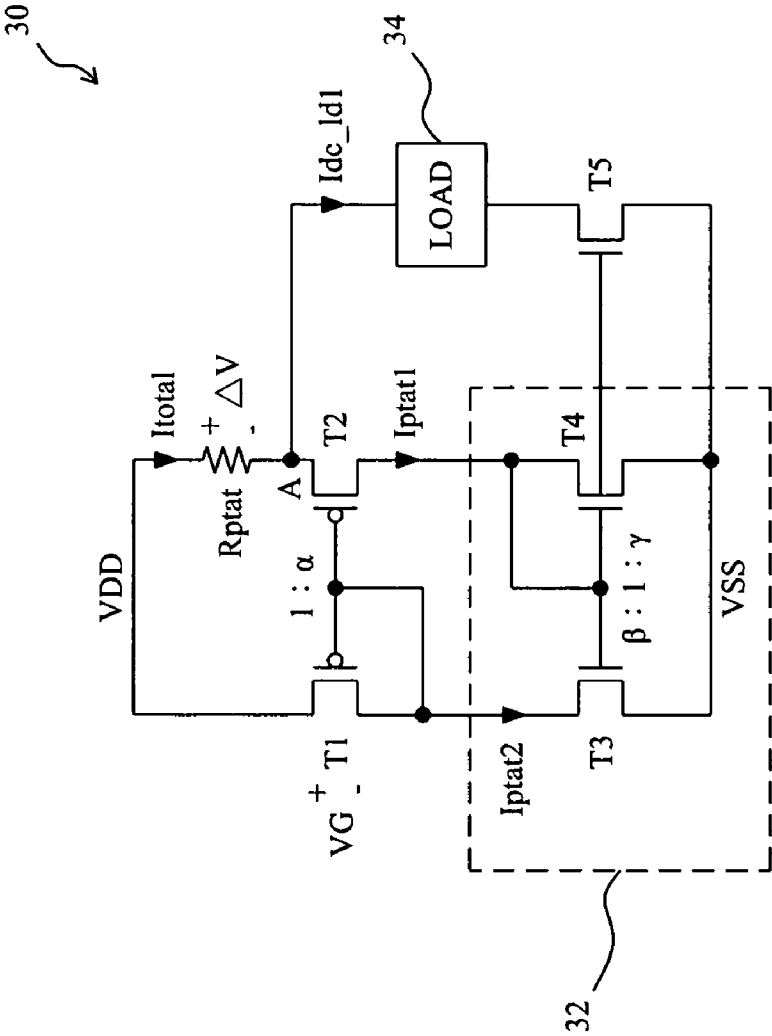 30
34
VDD
Itotal
Idc_ld1
Rptat
+
△V
-
A
LOAD
1 : α
T2
VG
+
-
T1
Iptat1
Iptat2
T3
T4
T5
β : 1 : γ
VSS
32